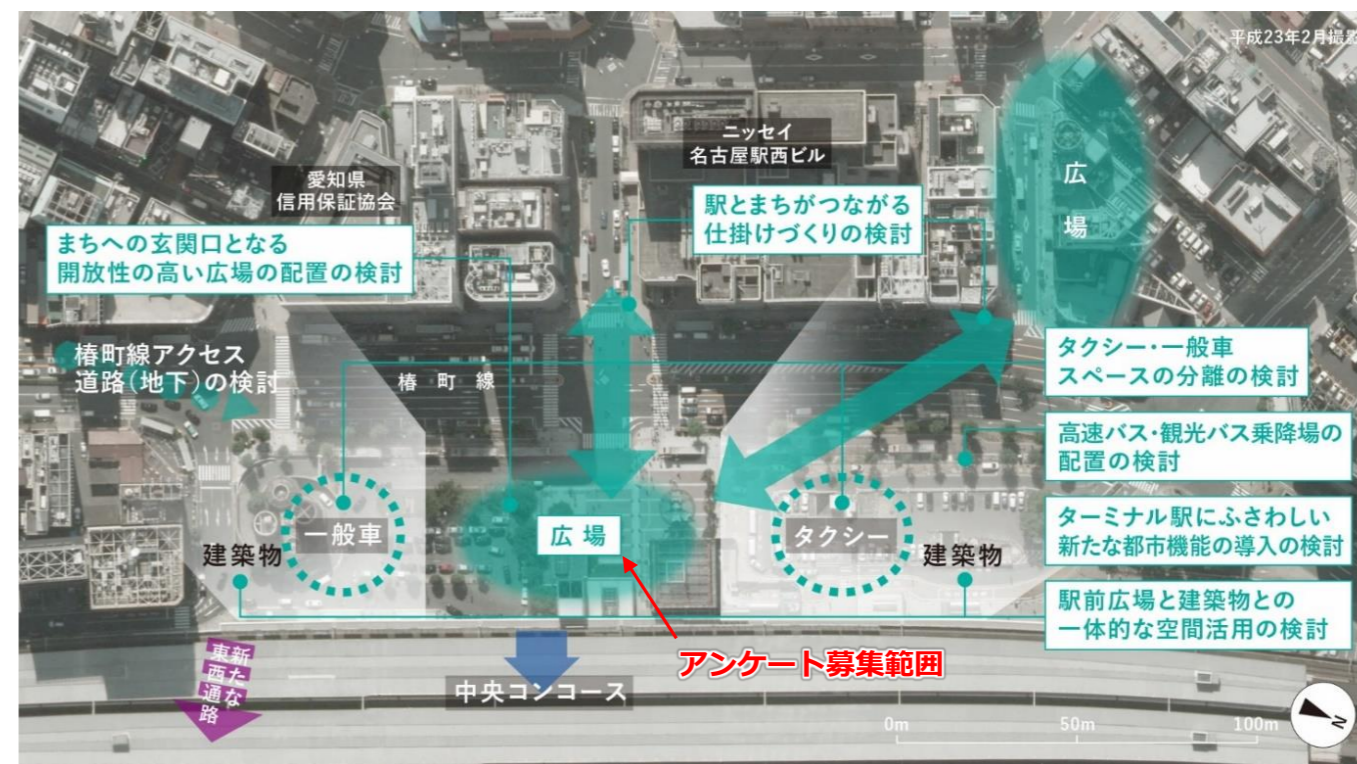 平成23年2月撮影
ニッセイ
名古屋駅西ビル
愛知県
信用保証協会
広
場
駅とまちがつながる
仕掛けづくりの検討
まちへの玄関口となる
開放性の高い広場の配置の検討
椿町線アクセス
道路(地下)の検討
椿町線
タクシー・一般車
スペースの分離の検討
高速バス・観光バス乗降場の
配置の検討
一般車
広場
タクシー
建築物
建築物
ターミナル駅にふさわしい
新たな都市機能の導入の検討
駅前広場と建築物との
一体的な空間活用の検討
アンケート募集範囲
新たな
東西通路
中央コンコース
0m
50m
100m
N